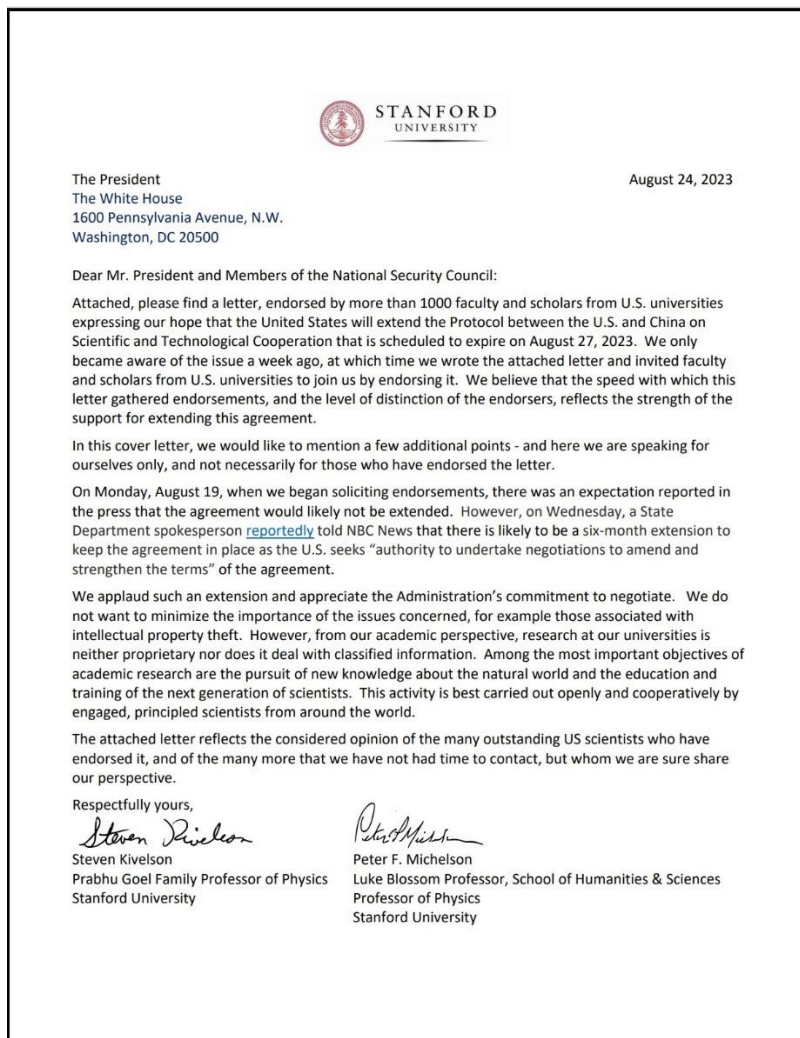 STANFORD
UNIVERSITY
The President
August 24, 2023
The White House
1600 Pennsylvania Avenue, N.W.
Washington, DC 20500
Dear Mr. President and Members of the National Security Council:
Attached, please find a letter, endorsed by more than 1000 faculty and scholars from U.S. universities
expressing our hope that the United States will extend the Protocol between the U.S. and China on
Scientific and Technological Cooperation that is scheduled to expire on August 27, 2023. We only
became aware of the issue a week ago, at which time we wrote the attached letter and invited faculty
and scholars from U.S. universities to join us by endorsing it. We believe that the speed with which this
letter gathered endorsements, and the level of distinction of the endorsers, reflects the strength of the
support for extending this agreement.
In this cover letter, we would like to mention a few additional points - and here we are speaking for
ourselves only, and not necessarily for those who have endorsed the letter.
On Monday, August 19, when we began soliciting endorsements, there was an expectation reported in
the press that the agreement would likely not be extended. However, on Wednesday, a State
Department spokesperson reportedly told NBC News that there is likely to be a six-month extension to
keep the agreement in place as the U.S. seeks “authority to undertake negotiations to amend and
strengthen the terms” of the agreement.
We applaud such an extension and appreciate the Administration’s commitment to negotiate. We do
not want to minimize the importance of the issues concerned, for example those associated with
intellectual property theft. However, from our academic perspective, research at our universities is
neither proprietary nor does it deal with classified information. Among the most important objectives of
academic research are the pursuit of new knowledge about the natural world and the education and
training of the next generation of scientists. This activity is best carried out openly and cooperatively by
engaged, principled scientists from around the world.
The attached letter reflects the considered opinion of the many outstanding US scientists who have
endorsed it, and of the many more that we have not had time to contact, but whom we are sure share
our perspective.
Respectfully yours,
Steven Kivelson
Steven Kivelson
Prabhu Goel Family Professor of Physics
Stanford University
Peter F. Michelson
Luke Blossom Professor, School of Humanities & Sciences
Professor of Physics
Stanford University